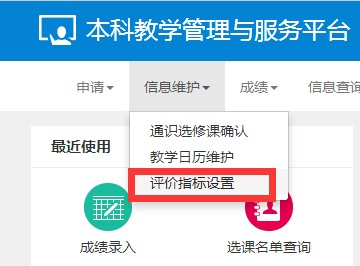 本科教学管理与服务平台
申请 信息维护 成绩 信息查询
通识选修课确认
教学日历维护
评价指标设置
最近使用
成绩录入 选课名单查询